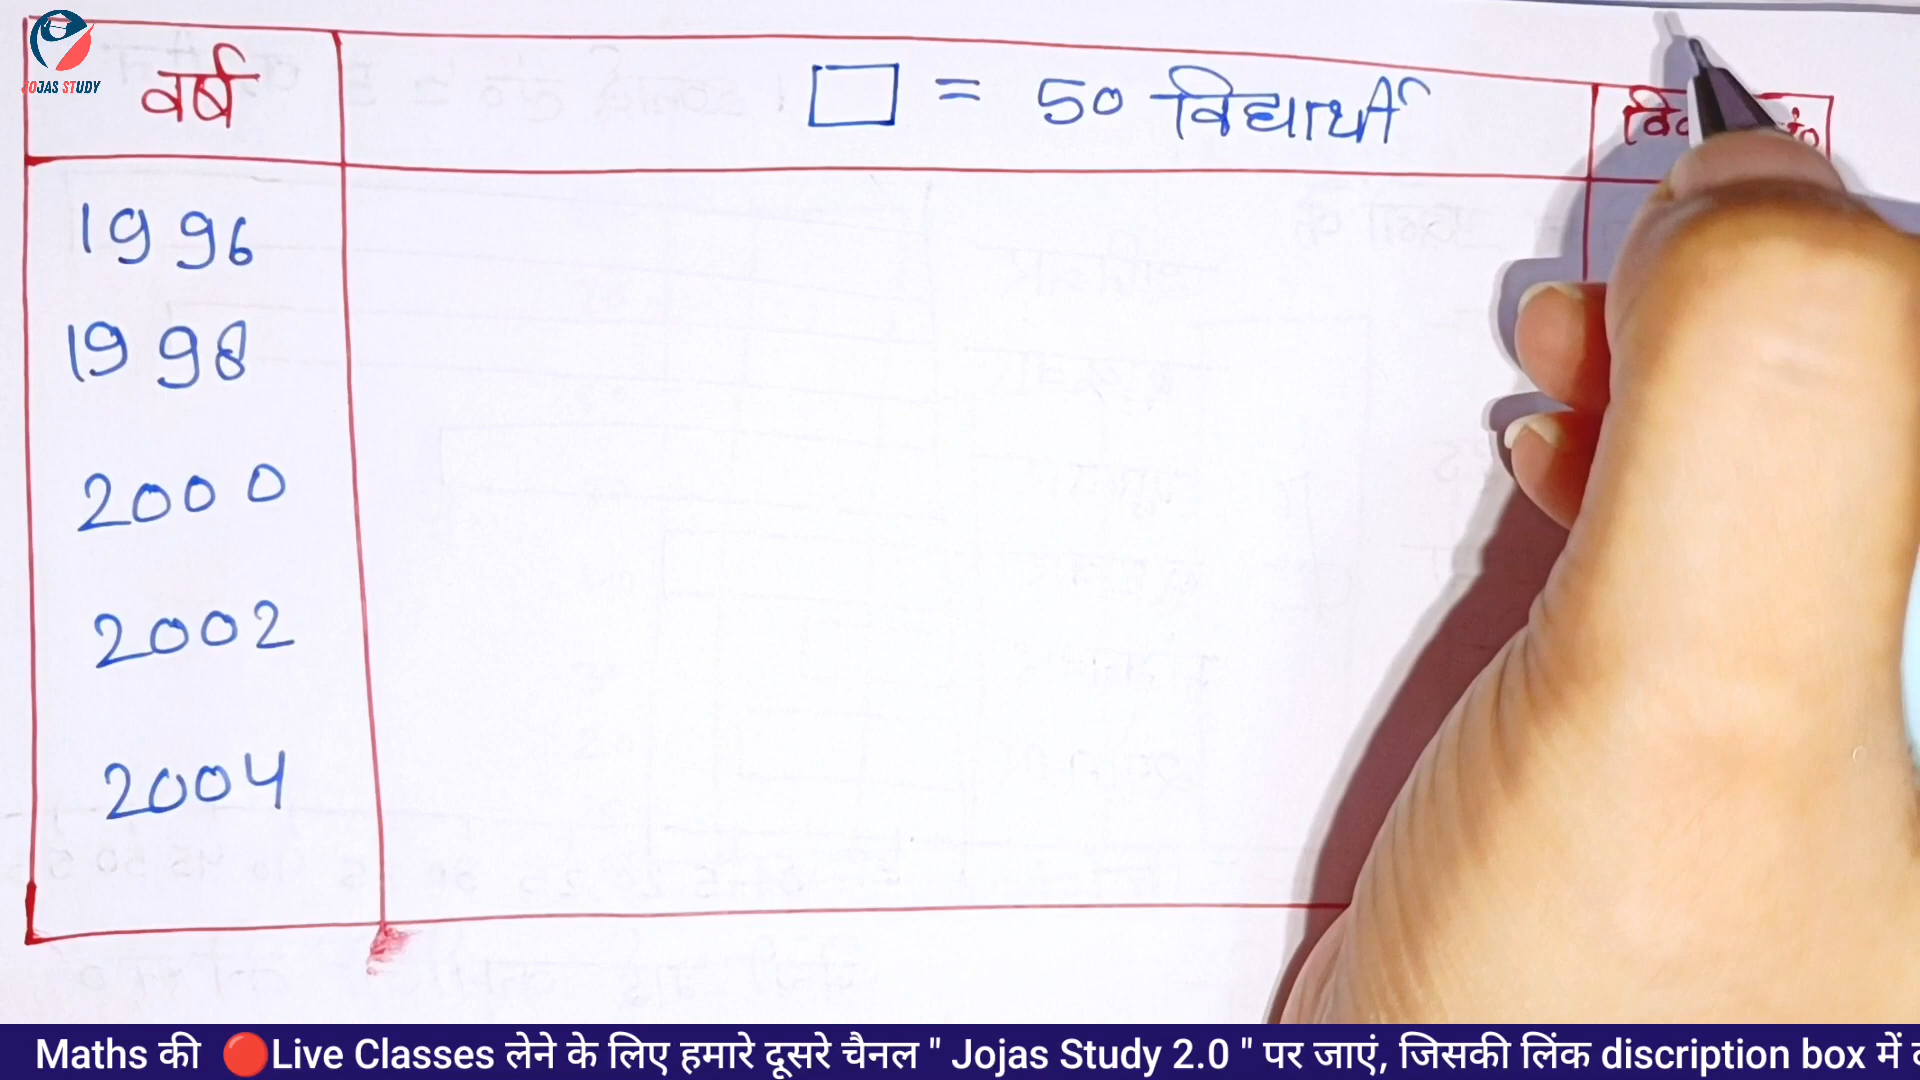 JOJAS STUDY
वर्ष
□ = 50 विद्यार्थी
1996
1998
2000
2002
2004
Maths की 🔴Live Classes लेने के लिए हमारे दूसरे चैनल " Jojas Study 2.0 " पर जाएं, जिसकी लिंक discription box में